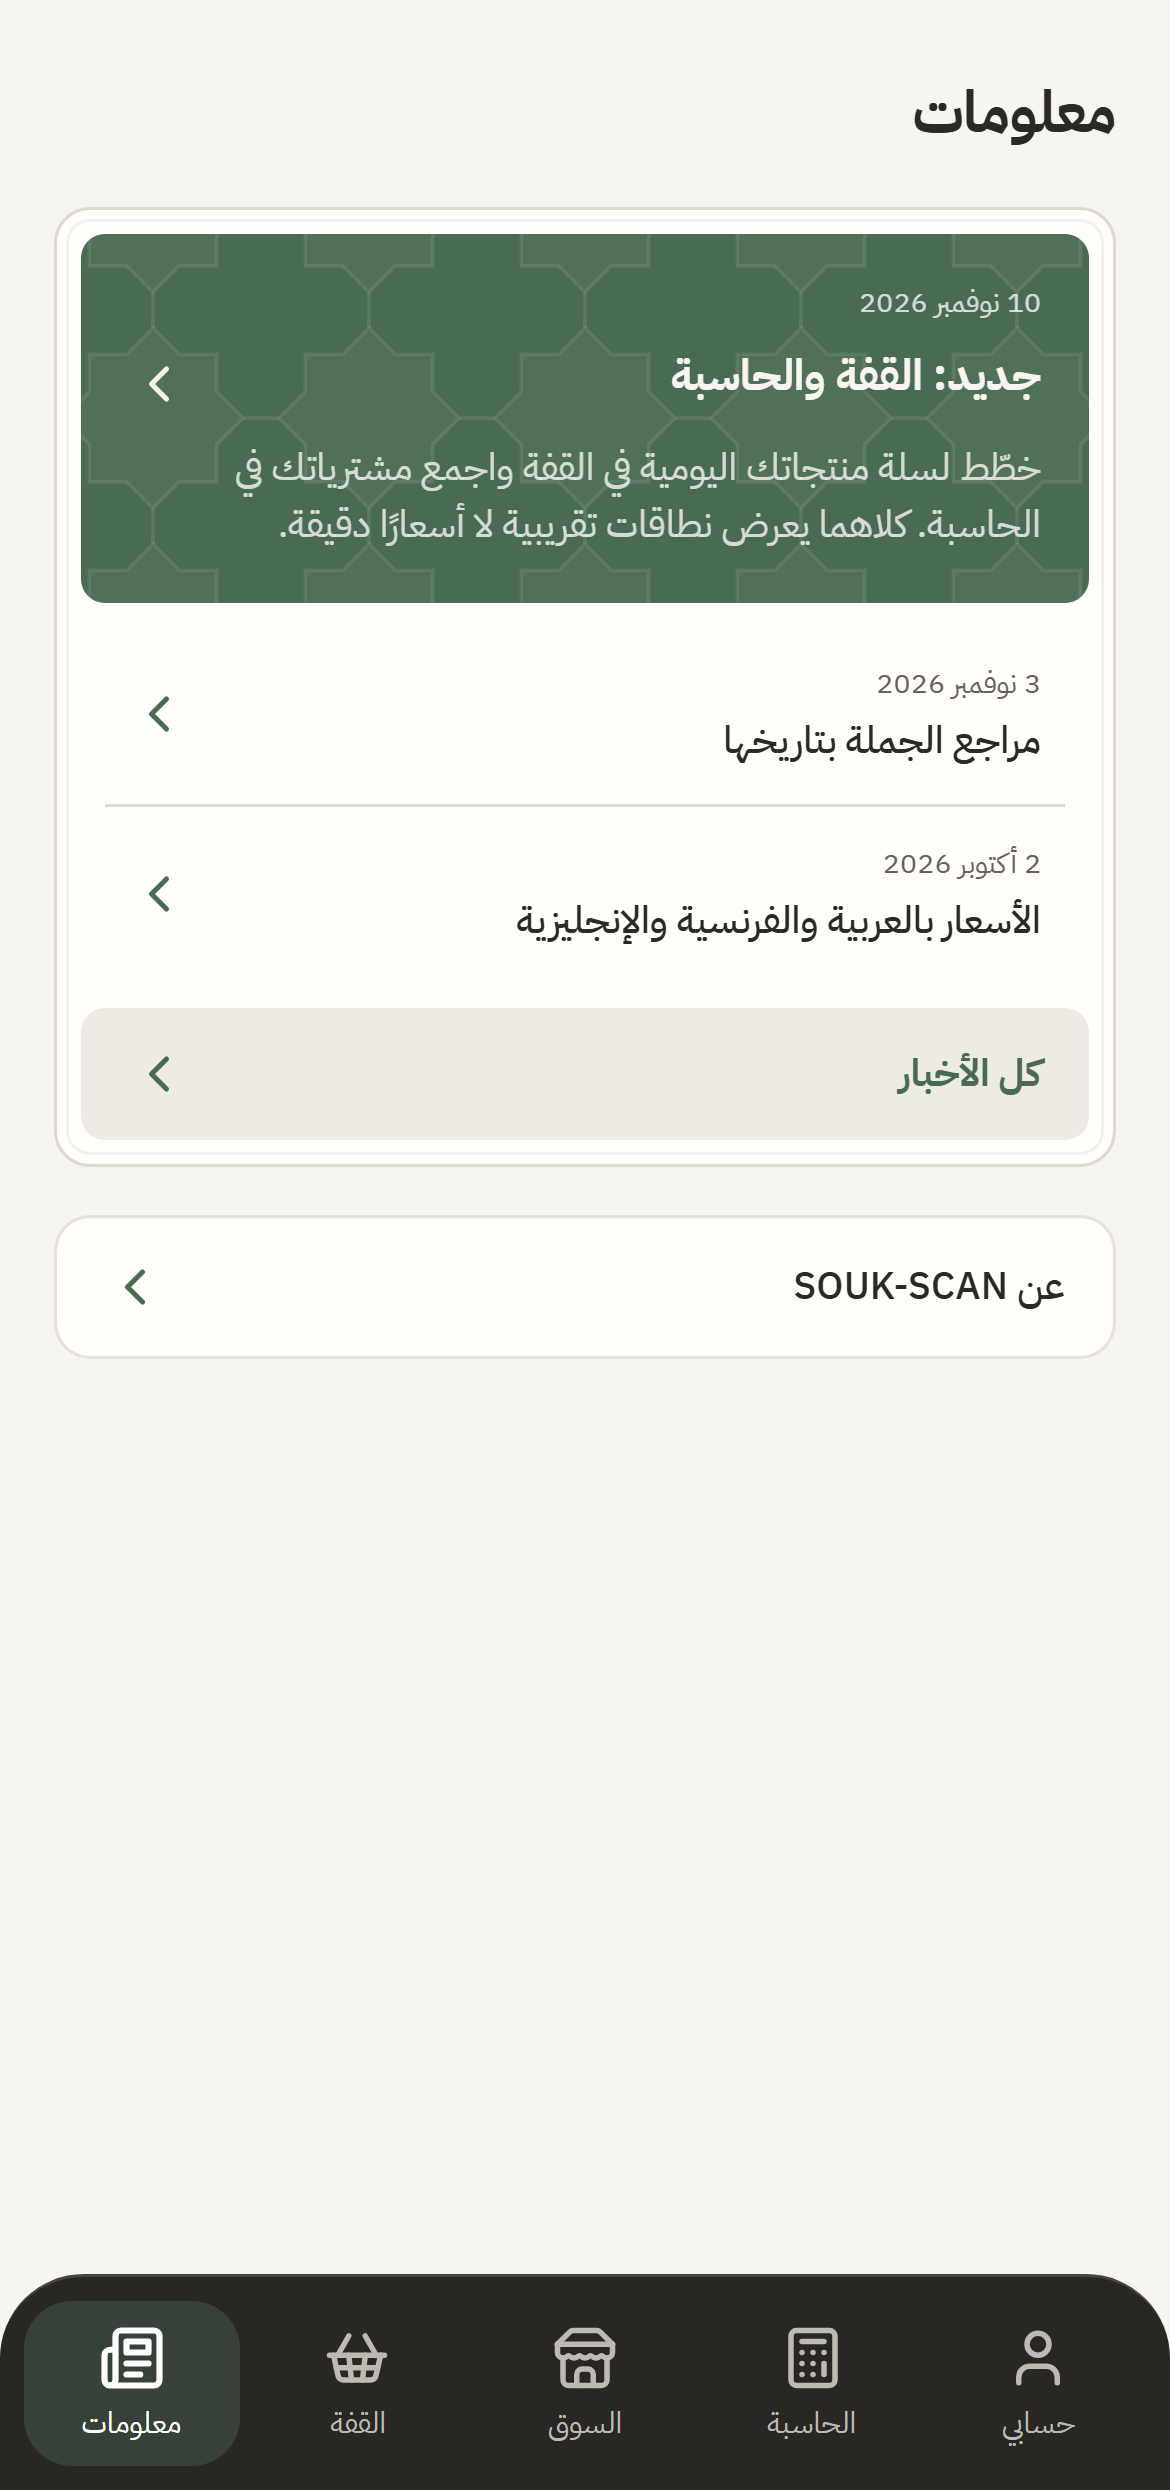 معلومات
10 نوفمبر 2026
جديد: القفة والحاسبة
خطّط لسلة منتجاتك اليومية في القفة واجمع مشترياتك في
الحاسبة. كلاهما يعرض نطاقات تقريبية لا أسعارًا دقيقة.
3 نوفمبر 2026
مراجع الجملة بتاريخها
2 أكتوبر 2026
الأسعار بالعربية والفرنسية والإنجليزية
كل الأخبار
عن SOUK-SCAN
حسابي
الحاسبة
السوق
القفة
معلومات